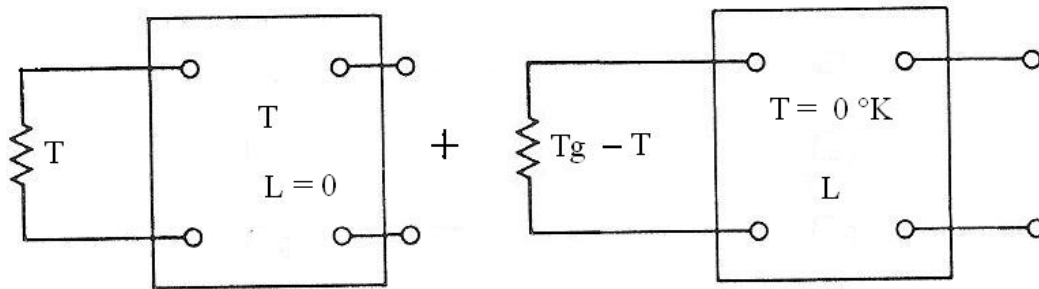 T
T
L = 0
+
Tg – T
T = 0 °K
L